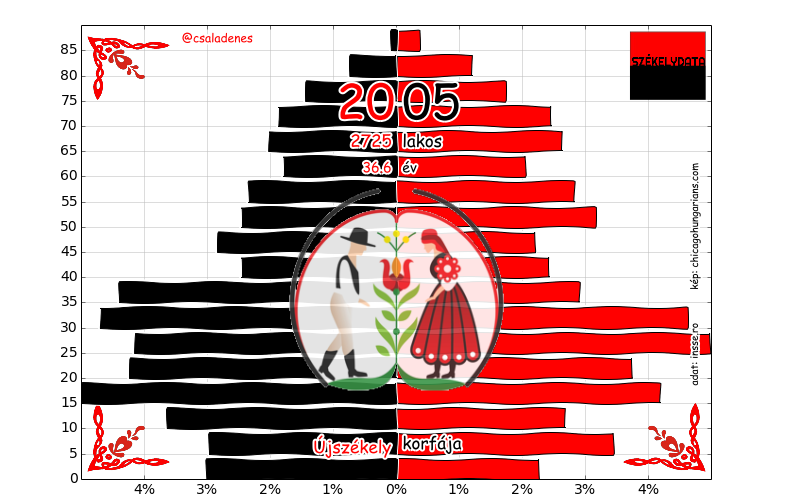 @csaladenes
SZÉKELYDATA
2005
2725 lakos
36.6 év
kép: chicagohungarians.com
adat: insse.ro
Újszékely korfája
85
80
75
70
65
60
55
50
45
40
35
30
25
20
15
10
5
0
4% 3% 2% 1% 0% 1% 2% 3% 4%